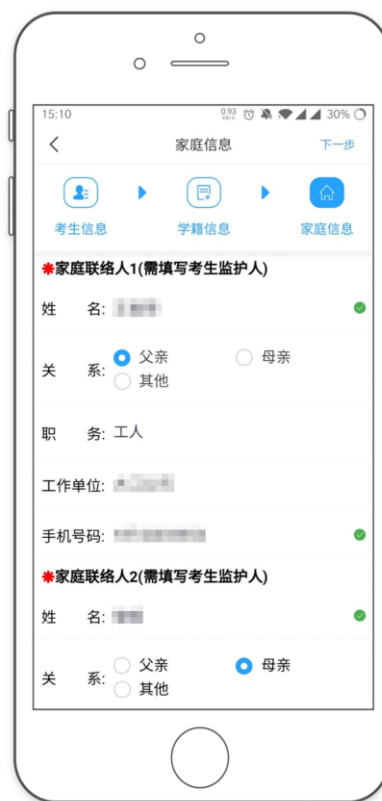 15:10
0.93 KB/S
30%
家庭信息
下一步
考生信息
学籍信息
家庭信息
*家庭联络人1(需填写考生监护人)
姓 名:
关 系:
父亲
母亲
其他
职 务: 工人
工作单位:
手机号码:
*家庭联络人2(需填写考生监护人)
姓 名:
关 系:
父亲
母亲
其他